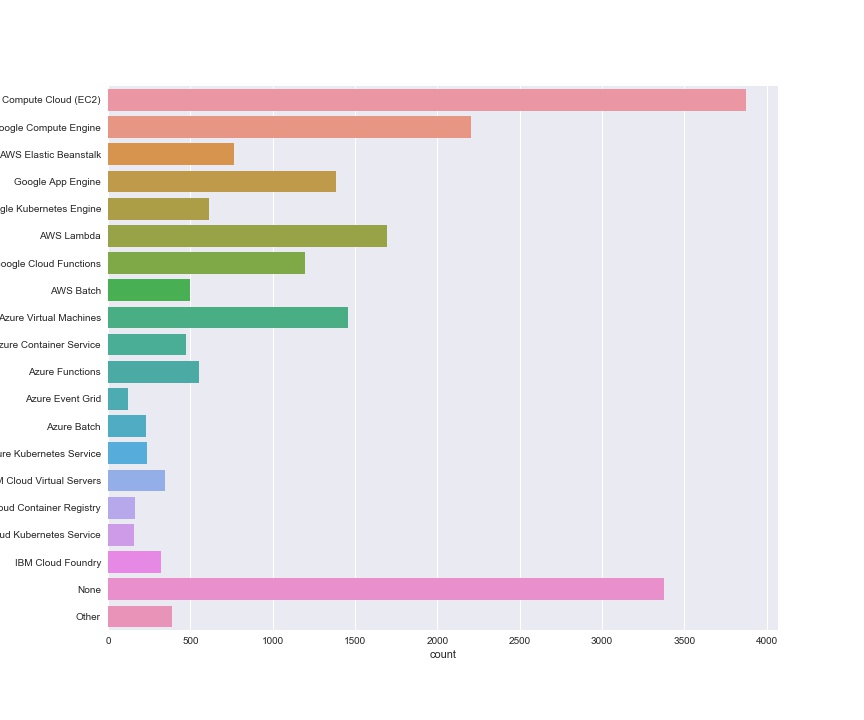 Compute Cloud (EC2)
oogle Compute Engine
AWS Elastic Beanstalk
Google App Engine
gle Kubernetes Engine
AWS Lambda
oogle Cloud Functions
AWS Batch
Azure Virtual Machines
zure Container Service
Azure Functions
Azure Event Grid
Azure Batch
ure Kubernetes Service
M Cloud Virtual Servers
oud Container Registry
ud Kubernetes Service
IBM Cloud Foundry
None
Other
0 500 1000 1500 2000 2500 3000 3500 4000
count